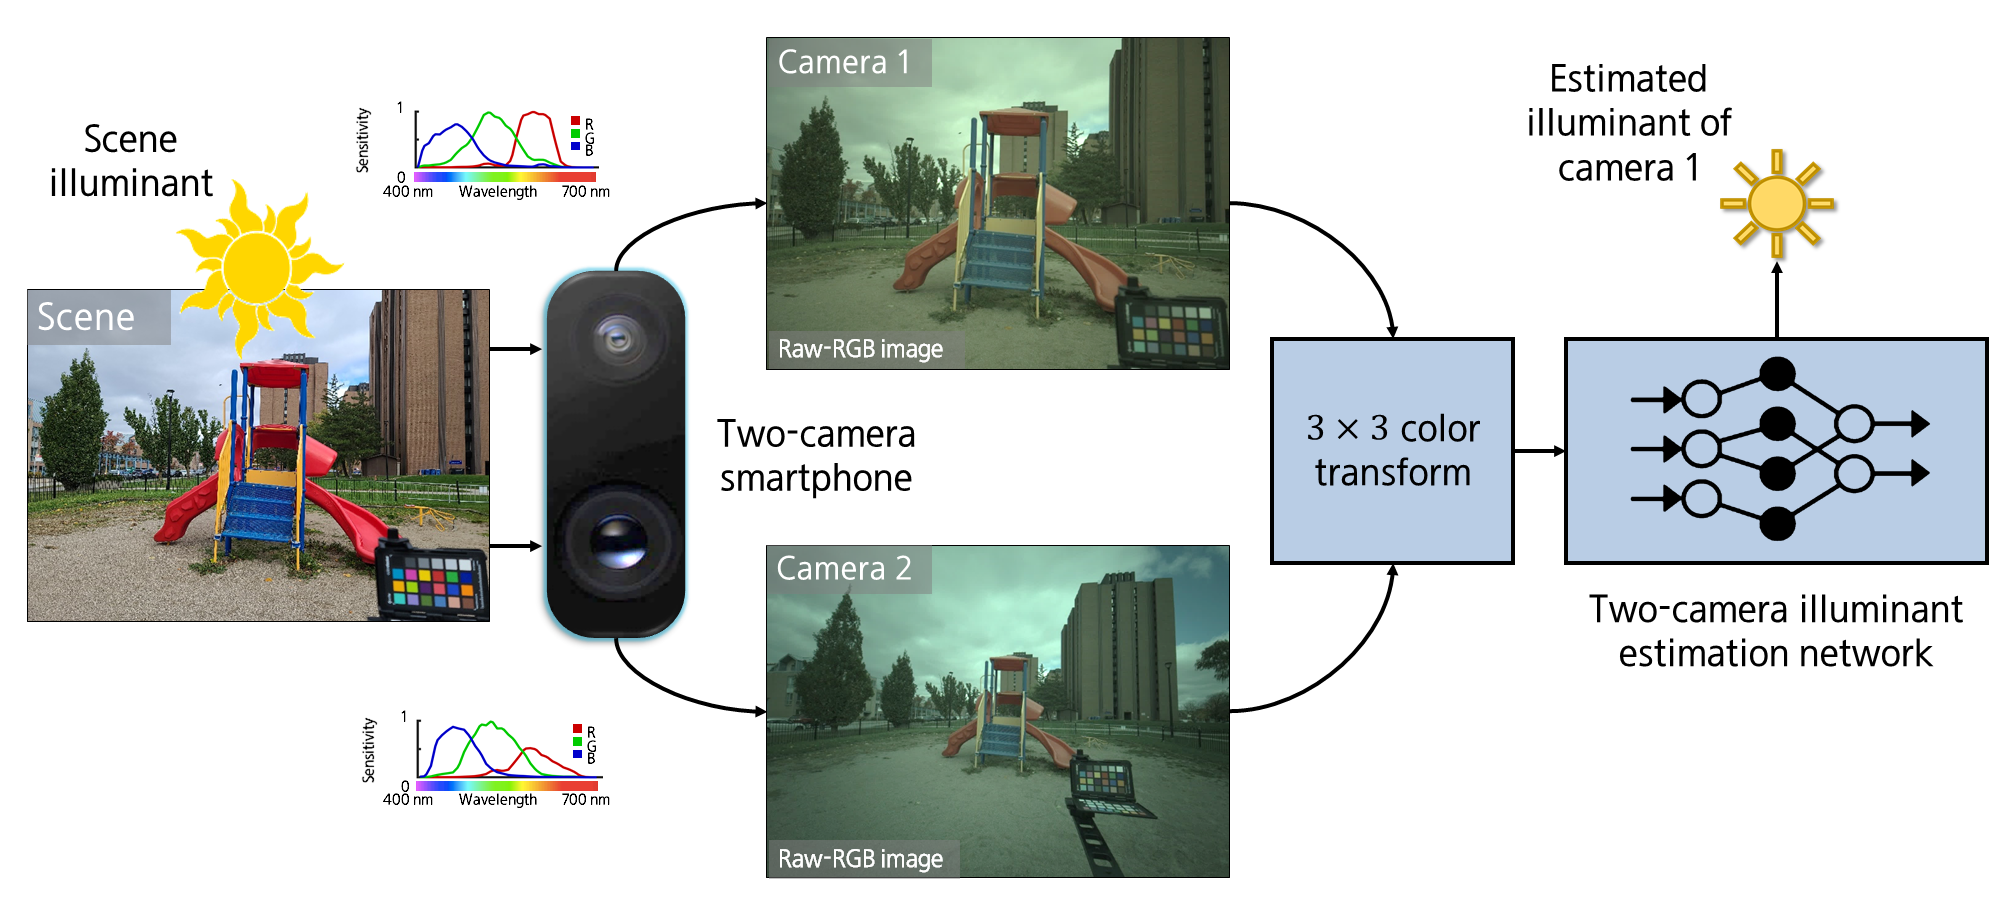 Scene
illuminant
Scene
1
Sensitivity
0
R
G
B
400 nm
Wavelength
700 nm
Camera 1
Raw-RGB image
Two-camera
smartphone
1
Sensitivity
0
R
G
B
400 nm
Wavelength
700 nm
Camera 2
Raw-RGB image
3 × 3 color
transform
Estimated
illuminant of
camera 1
Two-camera illuminant
estimation network